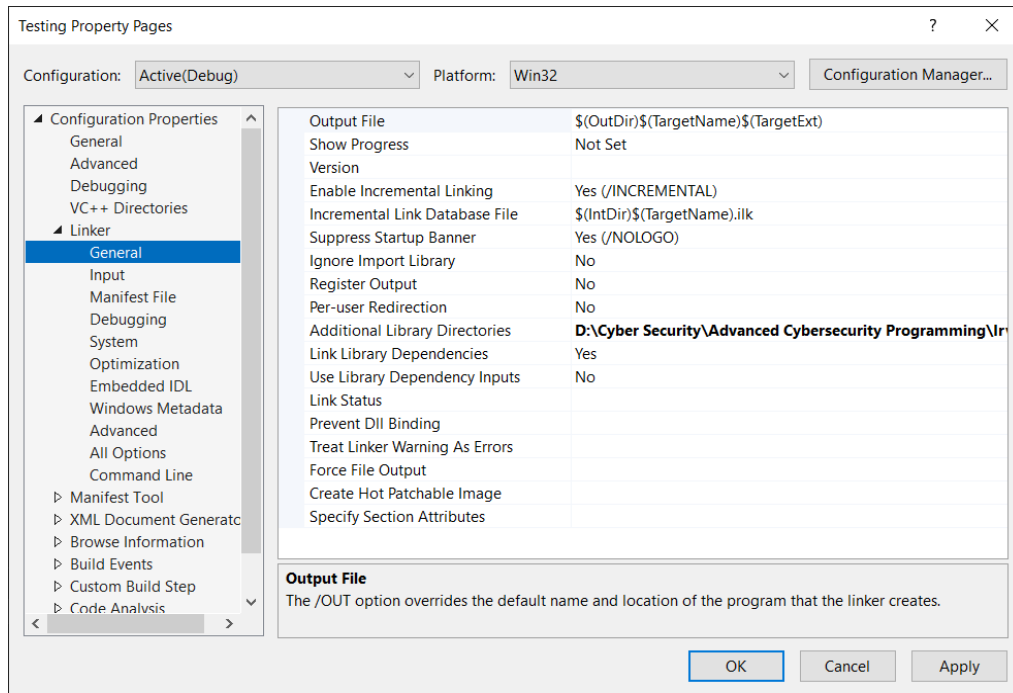 Testing Property Pages
?
Configuration: Active(Debug) Platform: Win32 Configuration Manager...
Configuration Properties
General
Advanced
Debugging
VC++ Directories
Linker
General
Input
Manifest File
Debugging
System
Optimization
Embedded IDL
Windows Metadata
Advanced
All Options
Command Line
Manifest Tool
XML Document Generato
Browse Information
Build Events
Custom Build Step
Code Analysis
Output File $(OutDir)$(TargetName)$(TargetExt)
Show Progress Not Set
Version
Enable Incremental Linking Yes (/INCREMENTAL)
Incremental Link Database File $(IntDir)$(TargetName).ilk
Suppress Startup Banner Yes (/NOLOGO)
Ignore Import Library No
Register Output No
Per-user Redirection No
Additional Library Directories D:\Cyber Security\Advanced Cybersecurity Programming\Irv
Link Library Dependencies Yes
Use Library Dependency Inputs No
Link Status
Prevent Dll Binding
Treat Linker Warning As Errors
Force File Output
Create Hot Patchable Image
Specify Section Attributes
Output File
The /OUT option overrides the default name and location of the program that the linker creates.
OK Cancel Apply